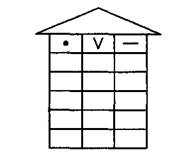 • V —